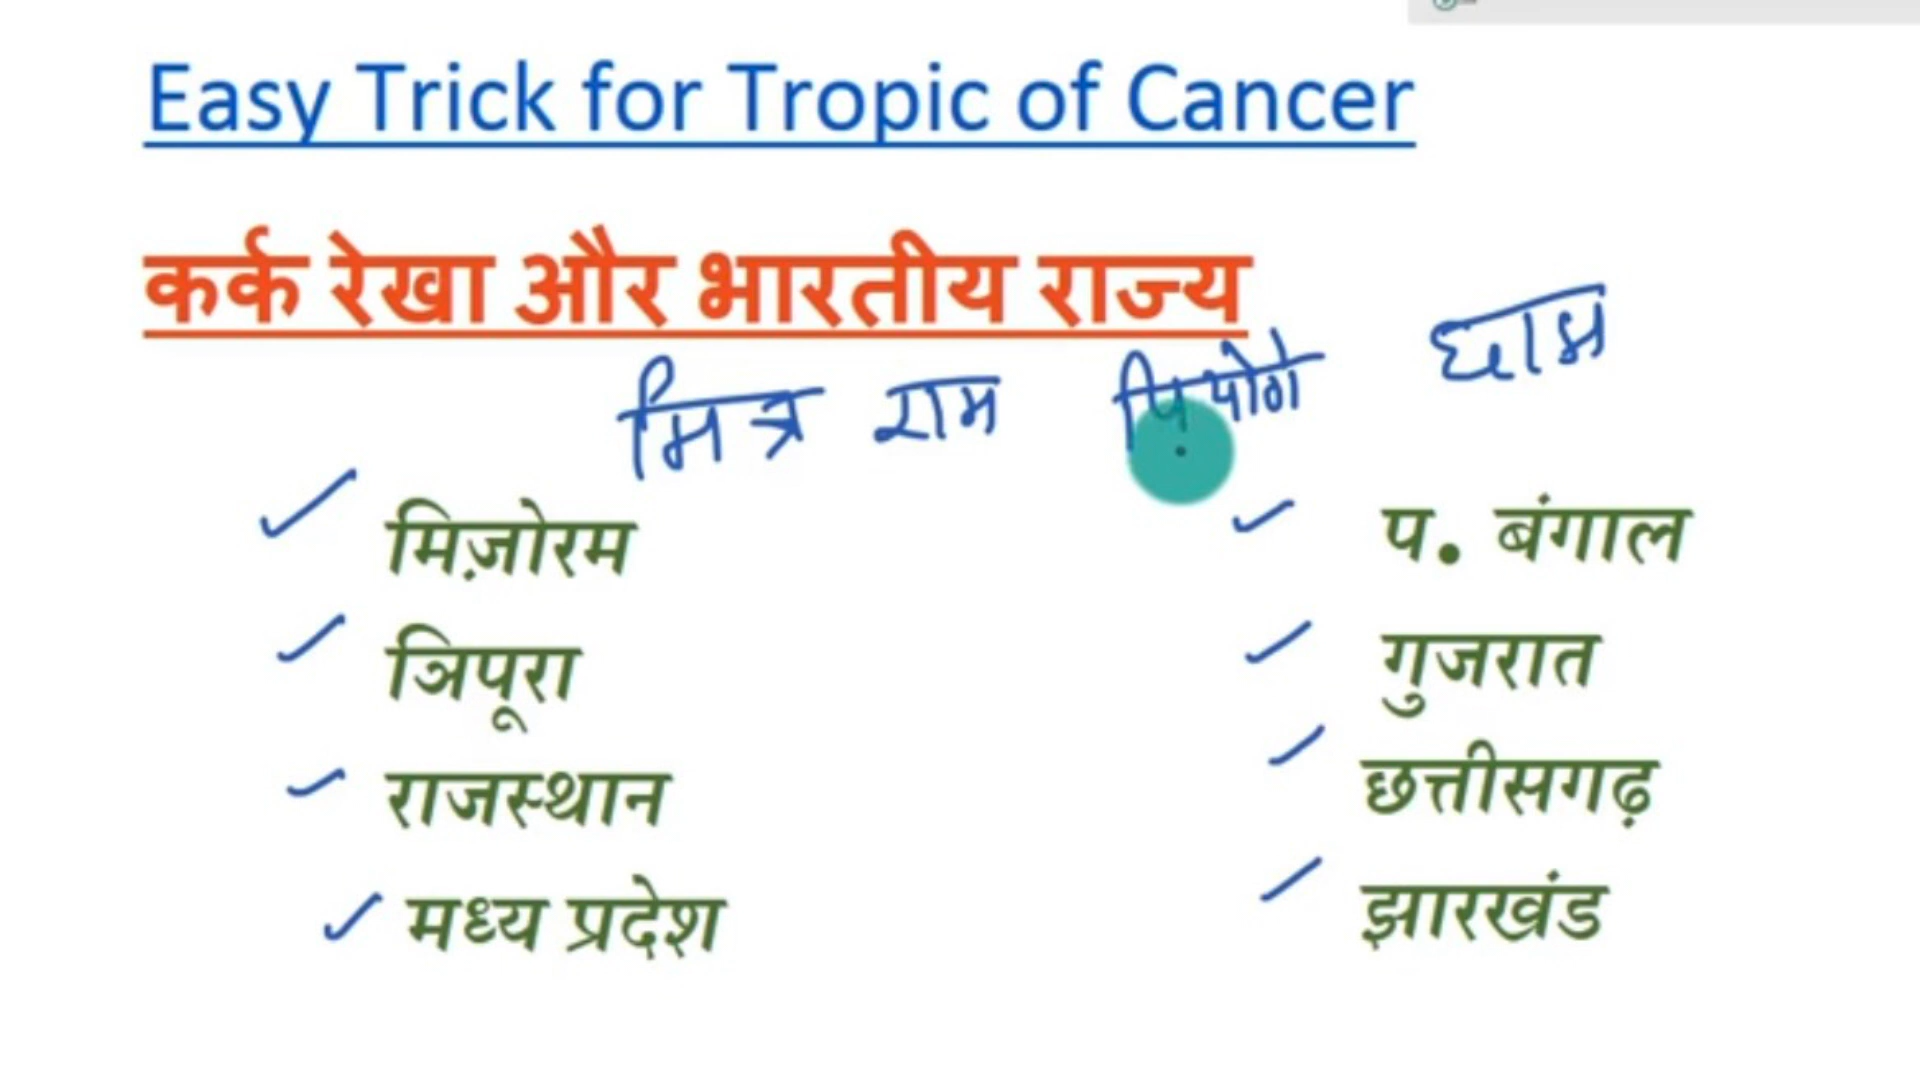 Easy Trick for Tropic of Cancer
कर्क रेखा और भारतीय राज्य
मित्र राम
मिज़ोरम
त्रिपूरा
राजस्थान
मध्य प्रदेश
प. बंगाल
गुजरात
छत्तीसगढ़
झारखंड